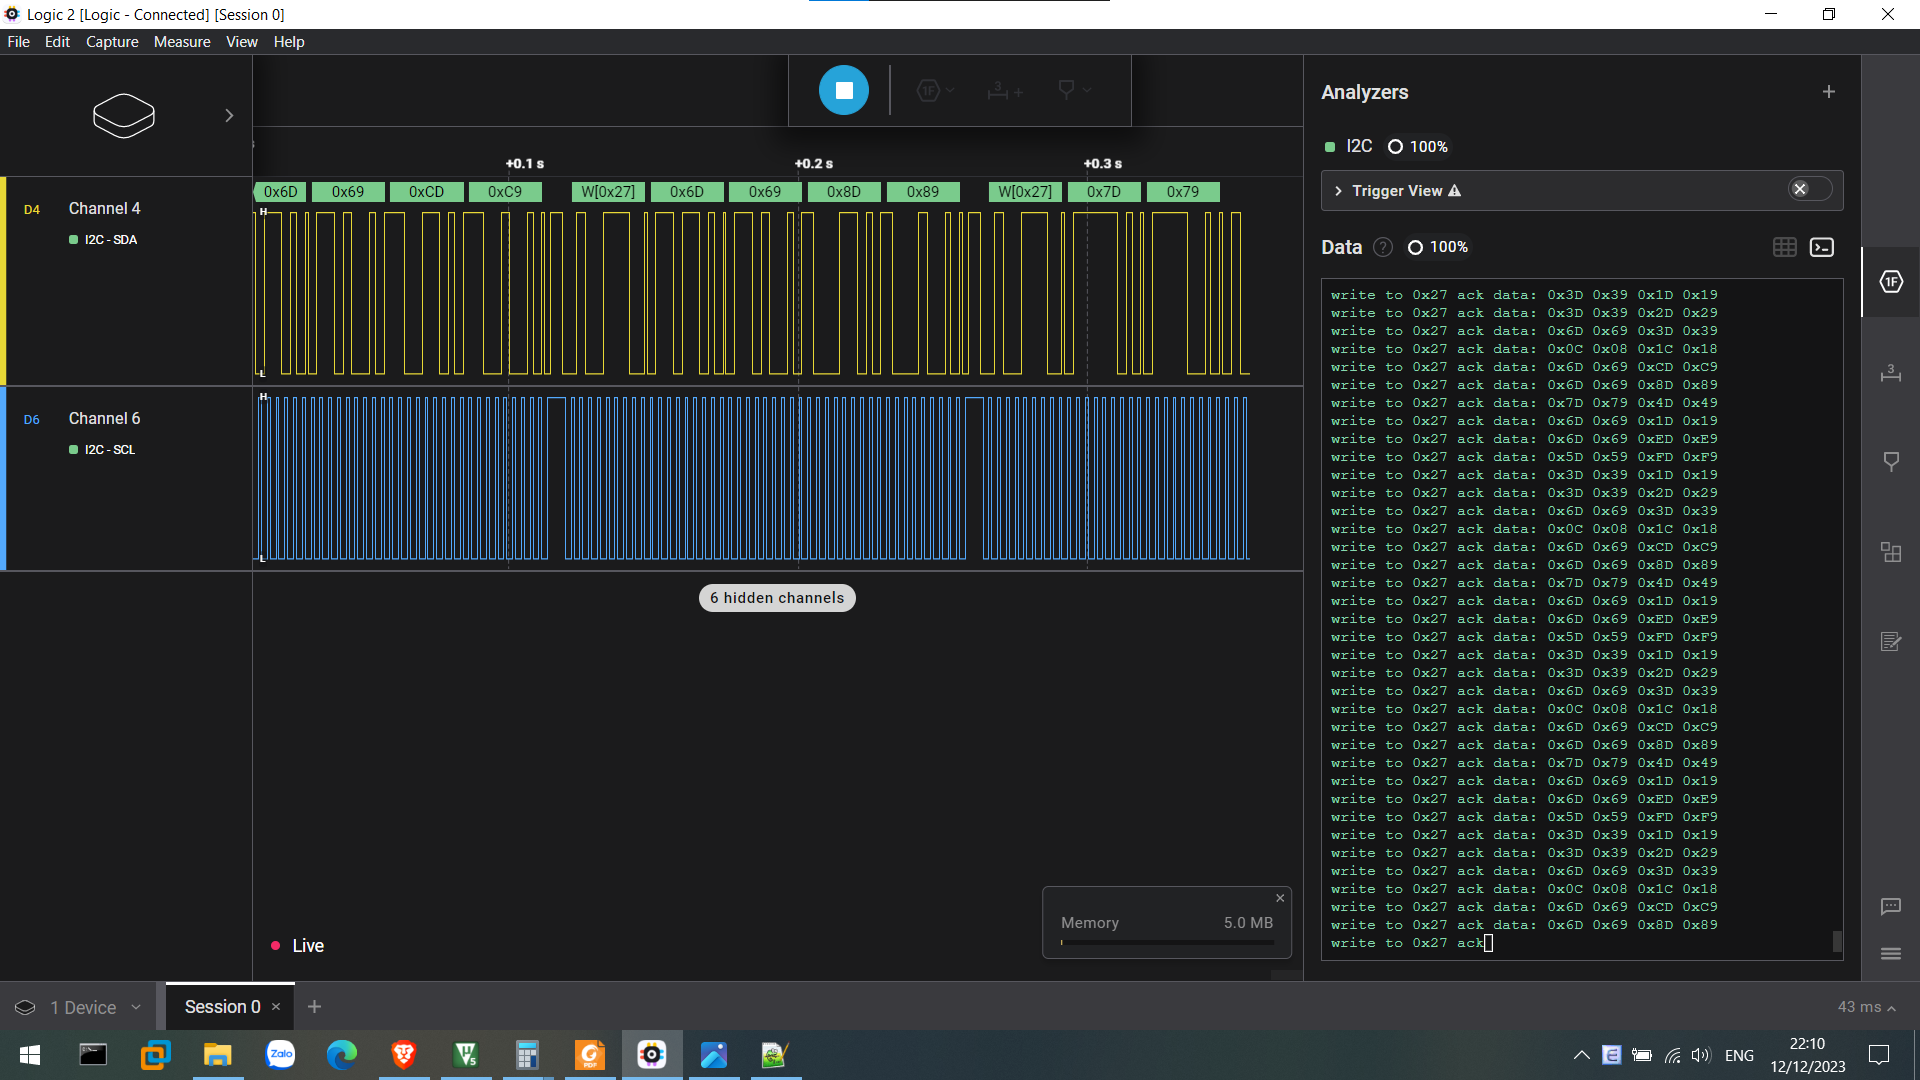 Logic 2 [Logic - Connected] [Session 0]
File Edit Capture Measure View Help
1F 3
+0.1 s +0.2 s +0.3 s
0x6D 0x69 0xCD 0xC9 W[0x27] 0x6D 0x69 0x8D 0x89 W[0x27] 0x7D 0x79
D4 Channel 4
I2C - SDA
H
L
D6 Channel 6
I2C - SCL
H
L
6 hidden channels
Live
Memory 5.0 MB
Analyzers
I2C 100%
Trigger View
Data ? 100%
write to 0x27 ack data: 0x3D 0x39 0x1D 0x19
write to 0x27 ack data: 0x3D 0x39 0x2D 0x29
write to 0x27 ack data: 0x6D 0x69 0x3D 0x39
write to 0x27 ack data: 0x0C 0x08 0x1C 0x18
write to 0x27 ack data: 0x6D 0x69 0xCD 0xC9
write to 0x27 ack data: 0x6D 0x69 0x8D 0x89
write to 0x27 ack data: 0x7D 0x79 0x4D 0x49
write to 0x27 ack data: 0x6D 0x69 0x1D 0x19
write to 0x27 ack data: 0x6D 0x69 0xED 0xE9
write to 0x27 ack data: 0x5D 0x59 0xFD 0xF9
write to 0x27 ack data: 0x3D 0x39 0x1D 0x19
write to 0x27 ack data: 0x3D 0x39 0x2D 0x29
write to 0x27 ack data: 0x6D 0x69 0x3D 0x39
write to 0x27 ack data: 0x0C 0x08 0x1C 0x18
write to 0x27 ack data: 0x6D 0x69 0xCD 0xC9
write to 0x27 ack data: 0x6D 0x69 0x8D 0x89
write to 0x27 ack data: 0x7D 0x79 0x4D 0x49
write to 0x27 ack data: 0x6D 0x69 0x1D 0x19
write to 0x27 ack data: 0x6D 0x69 0xED 0xE9
write to 0x27 ack data: 0x5D 0x59 0xFD 0xF9
write to 0x27 ack data: 0x3D 0x39 0x1D 0x19
write to 0x27 ack data: 0x3D 0x39 0x2D 0x29
write to 0x27 ack data: 0x6D 0x69 0x3D 0x39
write to 0x27 ack data: 0x0C 0x08 0x1C 0x18
write to 0x27 ack data: 0x6D 0x69 0xCD 0xC9
write to 0x27 ack data: 0x6D 0x69 0x8D 0x89
write to 0x27 ack data: 0x7D 0x79 0x4D 0x49
write to 0x27 ack data: 0x6D 0x69 0x1D 0x19
write to 0x27 ack data: 0x6D 0x69 0xED 0xE9
write to 0x27 ack data: 0x5D 0x59 0xFD 0xF9
write to 0x27 ack data: 0x3D 0x39 0x1D 0x19
write to 0x27 ack data: 0x3D 0x39 0x2D 0x29
write to 0x27 ack data: 0x6D 0x69 0x3D 0x39
write to 0x27 ack data: 0x0C 0x08 0x1C 0x18
write to 0x27 ack data: 0x6D 0x69 0xCD 0xC9
write to 0x27 ack data: 0x6D 0x69 0x8D 0x89
write to 0x27 ack
1F
3
1 Device Session 0
43 ms
Zalo
ENG
22:10
12/12/2023